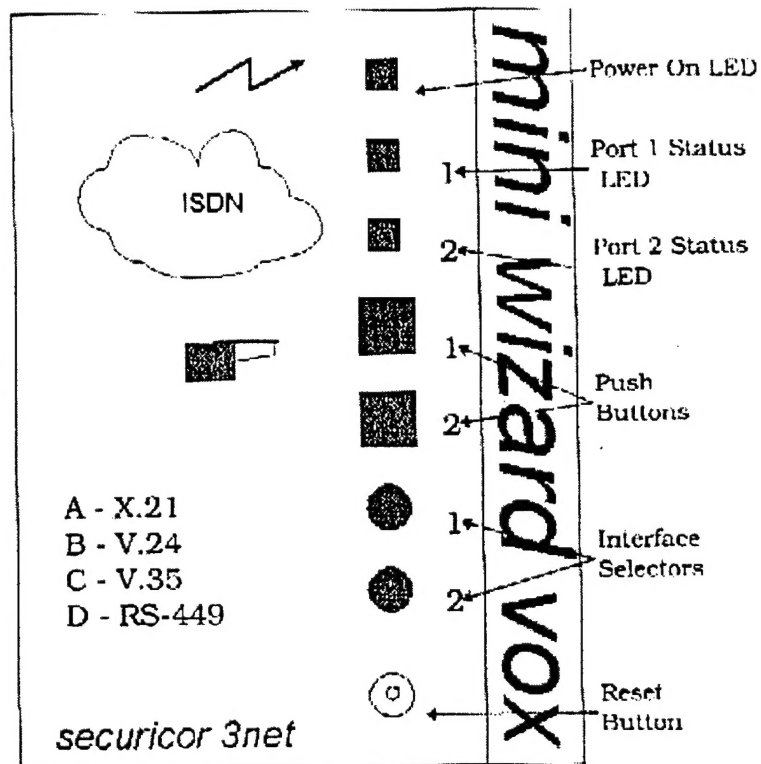 Power On LED
ISDN
1
Port 1 Status
LED
2
Port 2 Status
LED
1
2
Push
Buttons
A - X.21
B - V.24
C - V.35
D - RS-449
1
2
Interface
Selectors
Reset
Button
securicor 3net
mini wizard vox